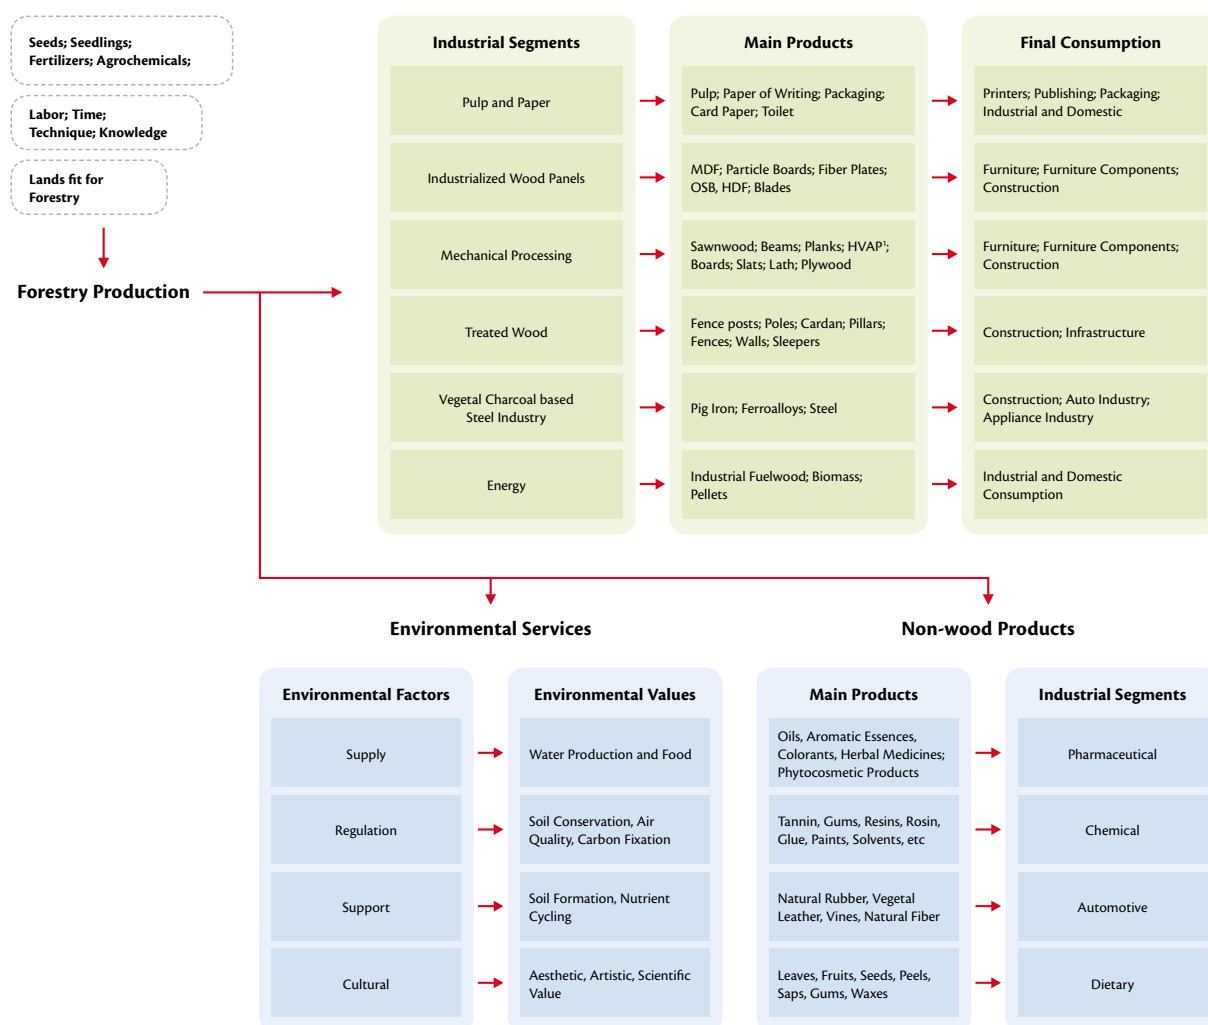 Seeds; Seedlings;
Fertilizers; Agrochemicals;
Labor; Time;
Technique; Knowledge
Lands fit for
Forestry
Forestry Production
Industrial Segments
Main Products
Final Consumption
Pulp and Paper
Pulp; Paper of Writing; Packaging;
Card Paper; Toilet
Printers; Publishing; Packaging;
Industrial and Domestic
Industrialized Wood Panels
MDF; Particle Boards; Fiber Plates;
OSB, HDF; Blades
Furniture; Furniture Components;
Construction
Mechanical Processing
Sawnwood; Beams; Planks; HVAP¹;
Boards; Slats; Lath; Plywood
Furniture; Furniture Components;
Construction
Treated Wood
Fence posts; Poles; Cardan; Pillars;
Fences; Walls; Sleepers
Construction; Infrastructure
Vegetal Charcoal based
Steel Industry
Pig Iron; Ferroalloys; Steel
Construction; Auto Industry;
Appliance Industry
Energy
Industrial Fuelwood; Biomass;
Pellets
Industrial and Domestic
Consumption
Environmental Services
Non-wood Products
Environmental Factors
Environmental Values
Main Products
Industrial Segments
Supply
Water Production and Food
Oils, Aromatic Essences,
Colorants, Herbal Medicines;
Phytocosmetic Products
Pharmaceutical
Regulation
Soil Conservation, Air
Quality, Carbon Fixation
Tannin, Gums, Resins, Rosin,
Glue, Paints, Solvents, etc
Chemical
Support
Soil Formation, Nutrient
Cycling
Natural Rubber, Vegetal
Leather, Vines, Natural Fiber
Automotive
Cultural
Aesthetic, Artistic, Scientific
Value
Leaves, Fruits, Seeds, Peels,
Saps, Gums, Waxes
Dietary